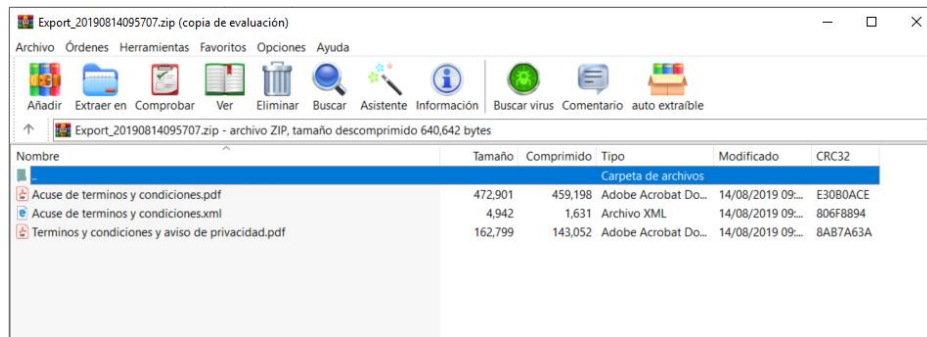 Export_20190814095707.zip (copia de evaluación)
Archivo Órdenes Herramientas Favoritos Opciones Ayuda
Añadir Extraer en Comprobar Ver Eliminar Buscar Asistente Información Buscar virus Comentario auto extraíble
Export_20190814095707.zip - archivo ZIP, tamaño descomprimido 640,642 bytes
Nombre Tamaño Comprimido Tipo Modificado CRC32
.. Carpeta de archivos
Acuse de terminos y condiciones.pdf 472,901 459,198 Adobe Acrobat Do... 14/08/2019 09:... E30B0ACE
Acuse de terminos y condiciones.xml 4,942 1,631 Archivo XML 14/08/2019 09:... 806F8894
Terminos y condiciones y aviso de privacidad.pdf 162,799 143,052 Adobe Acrobat Do... 14/08/2019 09:... 8AB7A63A